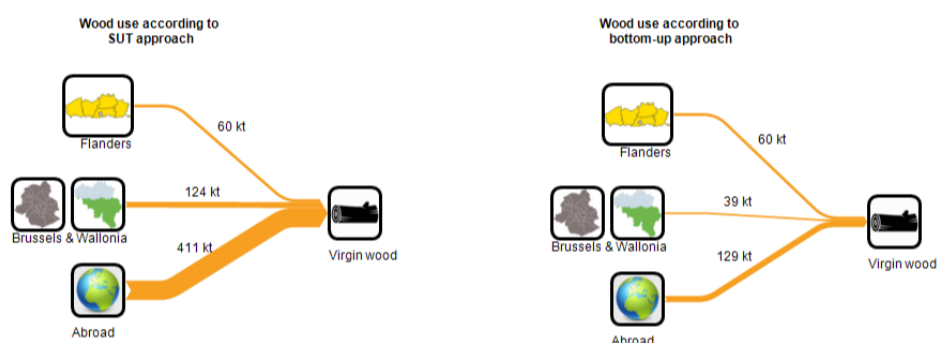 Wood use according to
SUT approach
Flanders
60 kt
124 kt
Brussels & Wallonia
411 kt
Virgin wood
Abroad
Wood use according to
bottom-up approach
Flanders
60 kt
39 kt
Brussels & Wallonia
129 kt
Virgin wood
Abroad